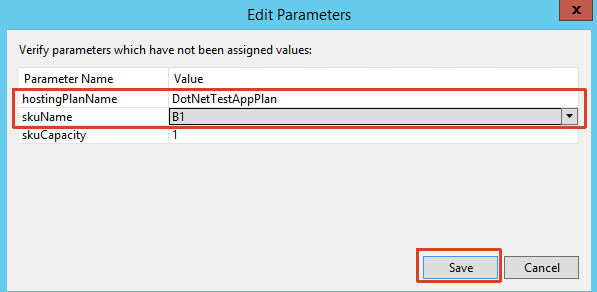 Edit Parameters
x
Verify parameters which have not been assigned values:
Parameter Name Value
hostingPlanName DotNetTestAppPlan
skuName B1
skuCapacity 1
Save Cancel